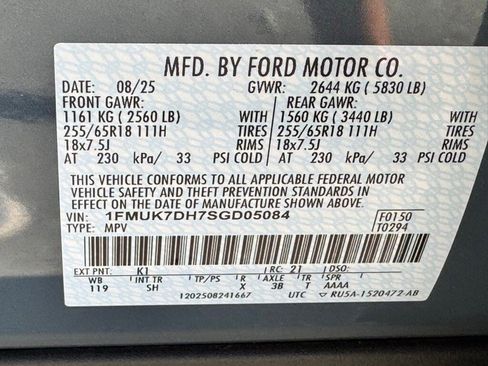 MFD. BY FORD MOTOR CO.
DATE: 08/25 GVWR: 2644 KG ( 5830 LB)
FRONT GAWR: REAR GAWR:
1161 KG ( 2560 LB) WITH 1560 KG ( 3440 LB) WITH
255/65R18 111H TIRES 255/65R18 111H TIRES
18x7.5J RIMS 18x7.5J RIMS
AT 230 kPa/ 33 PSI COLD AT 230 kPa/ 33 PSI COLD
THIS VEHICLE CONFORMS TO ALL APPLICABLE FEDERAL MOTOR
VEHICLE SAFETY AND THEFT PREVENTION STANDARDS IN
EFFECT ON THE DATE OF MANUFACTURE SHOWN ABOVE.
VIN: 1FMUK7DH7SGD05084 F0150
TYPE: MPV T0294
EXT PNT: K1 RC: 21 DSO:
WB INT TR TP/PS R AXLE TR SPR
119 SH X 3B T AAAA
1202508241667 UTC ▽ RU5A-1520472-AB